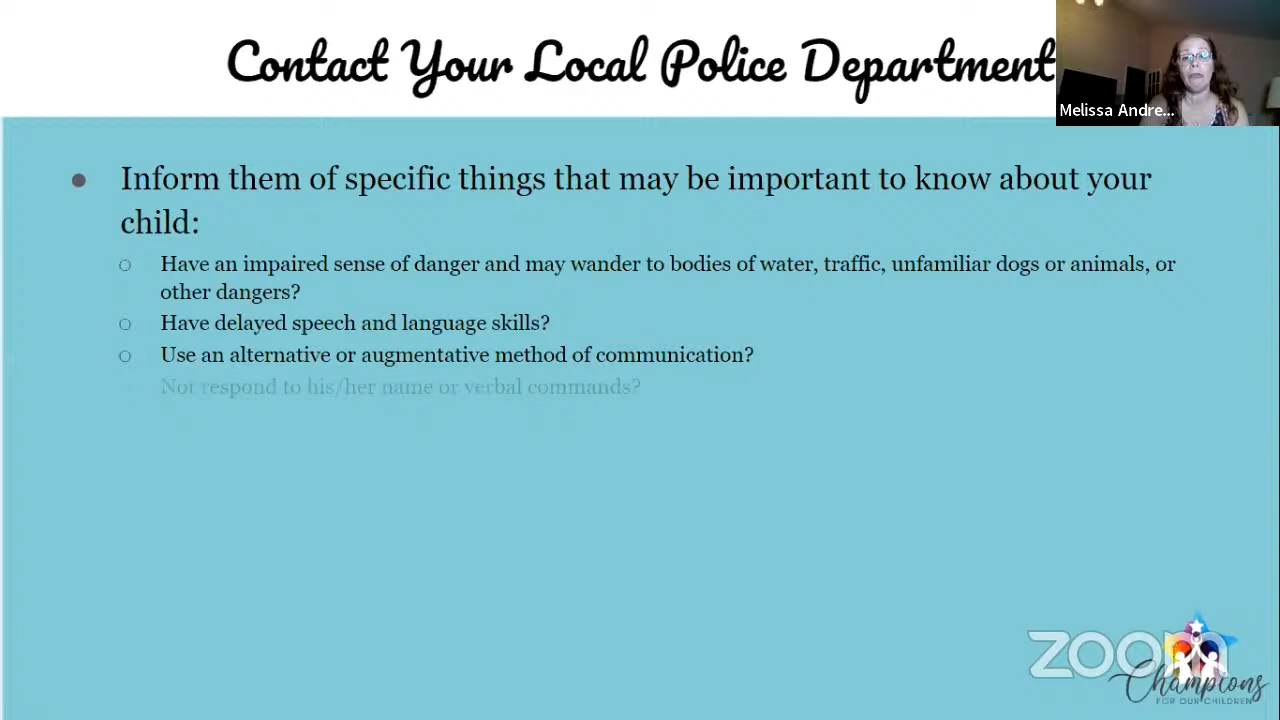 Contact Your Local Police Department
Melissa Andre...
● Inform them of specific things that may be important to know about your
child:
○ Have an impaired sense of danger and may wander to bodies of water, traffic, unfamiliar dogs or animals, or
other dangers?
○ Have delayed speech and language skills?
○ Use an alternative or augmentative method of communication?
Not respond to his/her name or verbal commands?
zoom
Champions
FOR OUR CHILDREN